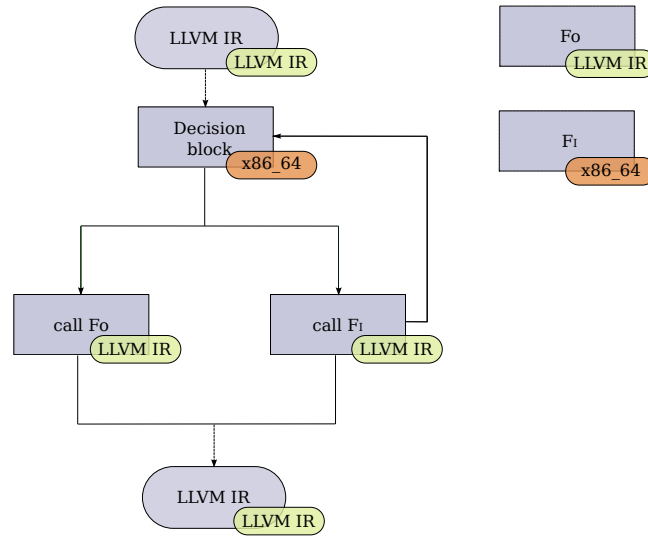 LLVM IR
LLVM IR
Fo
LLVM IR
Decision
block
x86_64
FI
x86_64
call Fo
LLVM IR
call FI
LLVM IR
LLVM IR
LLVM IR